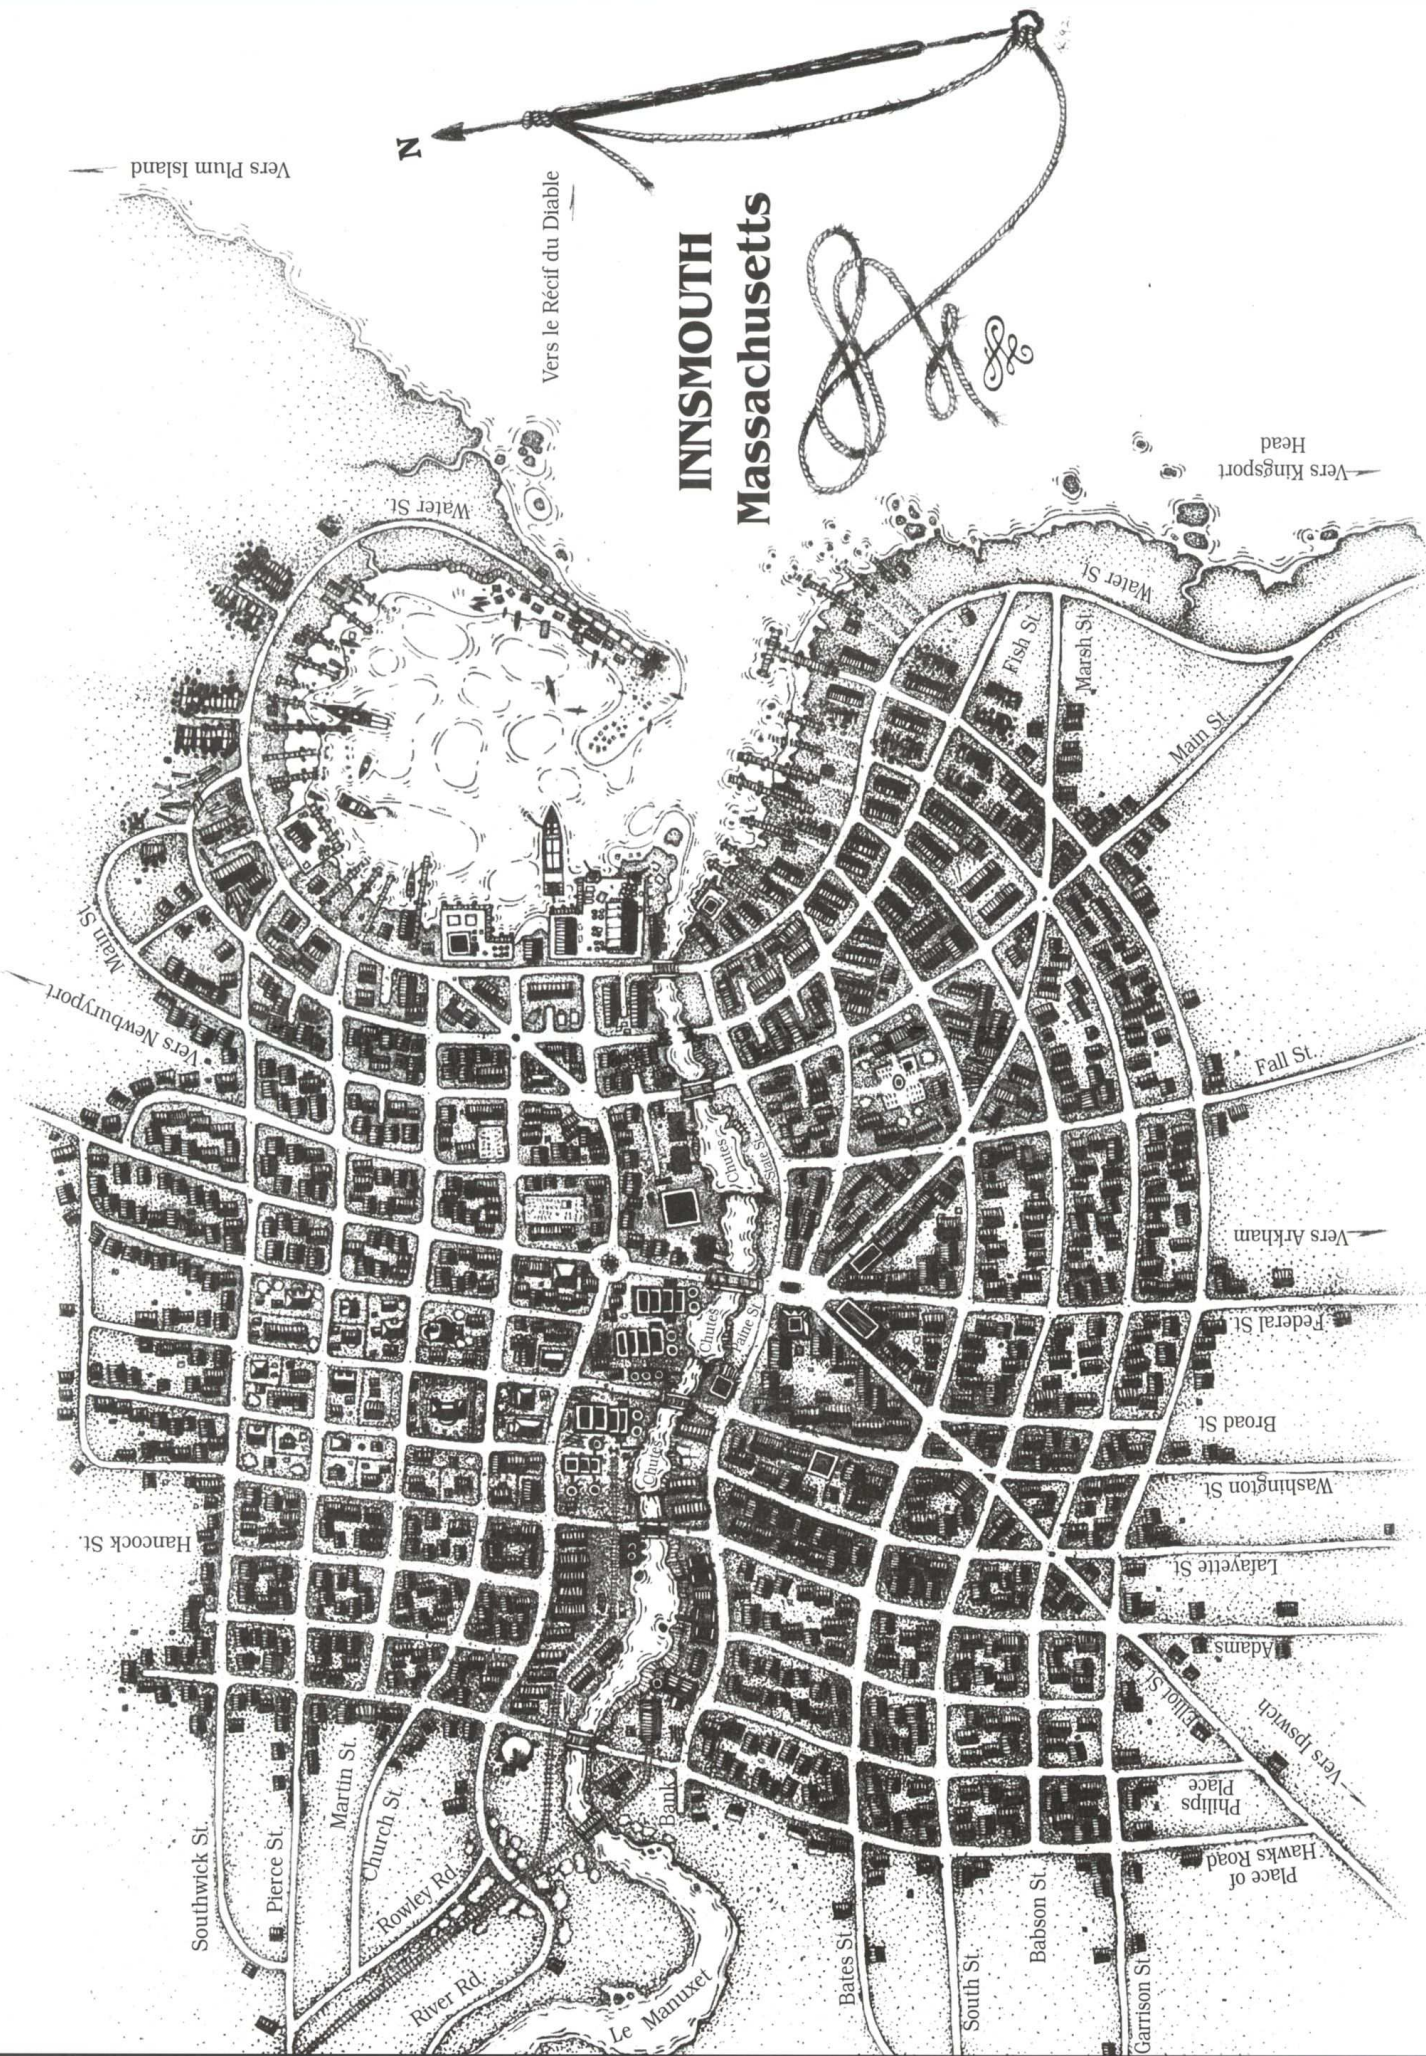 N
Vers Plum Island
Vers le Récif du Diable
INNSMOUTH
Massachusetts
Vers Kingsport
Head
Water St.
Water St.
Fish St.
Marsh St.
Main St.
Main St.
Vers Newburyport
Fall St.
Chutes
State St.
Vers Arkham
Federal St.
Chutes
Paine St.
Broad St.
Chutes
Washington St.
Hancock St.
Lafayette St
Adams
Elliot St.
Vers Ipswich
Philips
Place
Place of
Hawks Road
Southwick St.
Pierce St.
Martin St.
Church St.
Rowley Rd.
River Rd.
Bank
Le Manuxet
Bates St.
South St.
Babson St.
Garrison St.